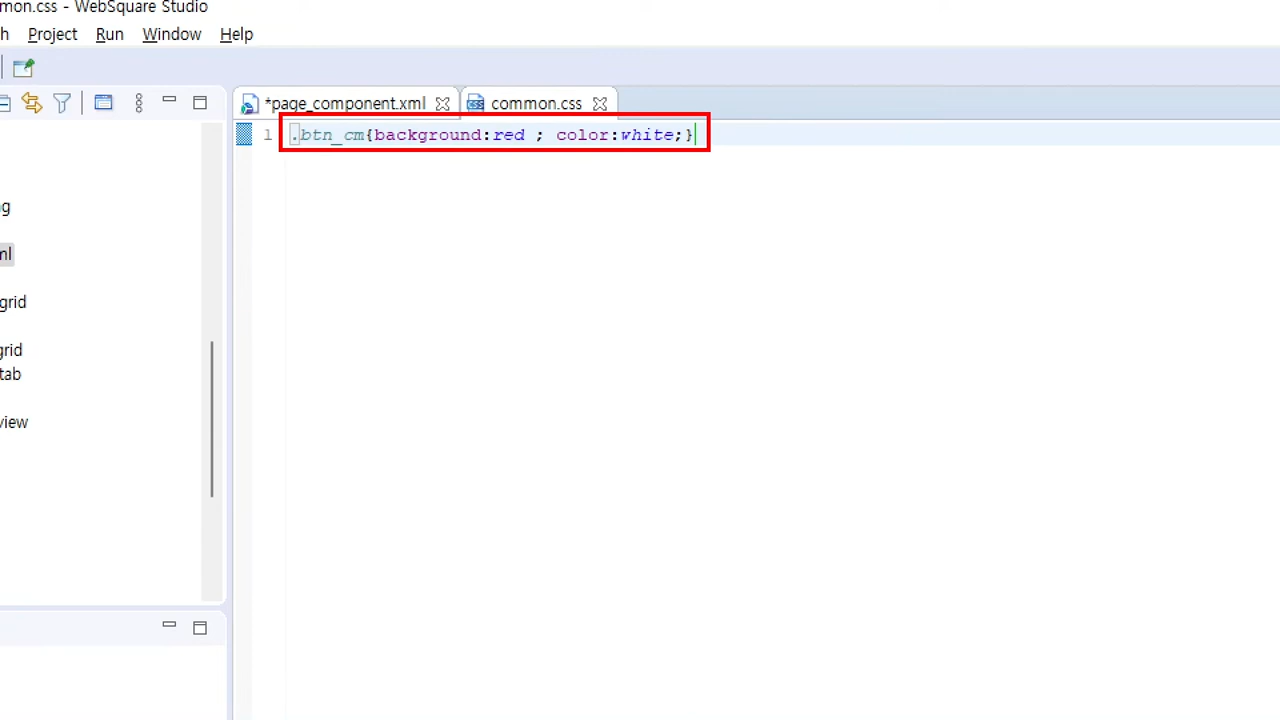 mon.css - WebSquare Studio
h Project Run Window Help
*page_component.xml common.css
1 .btn_cm{background:red ; color:white;}
g
ml
grid
grid
tab
view